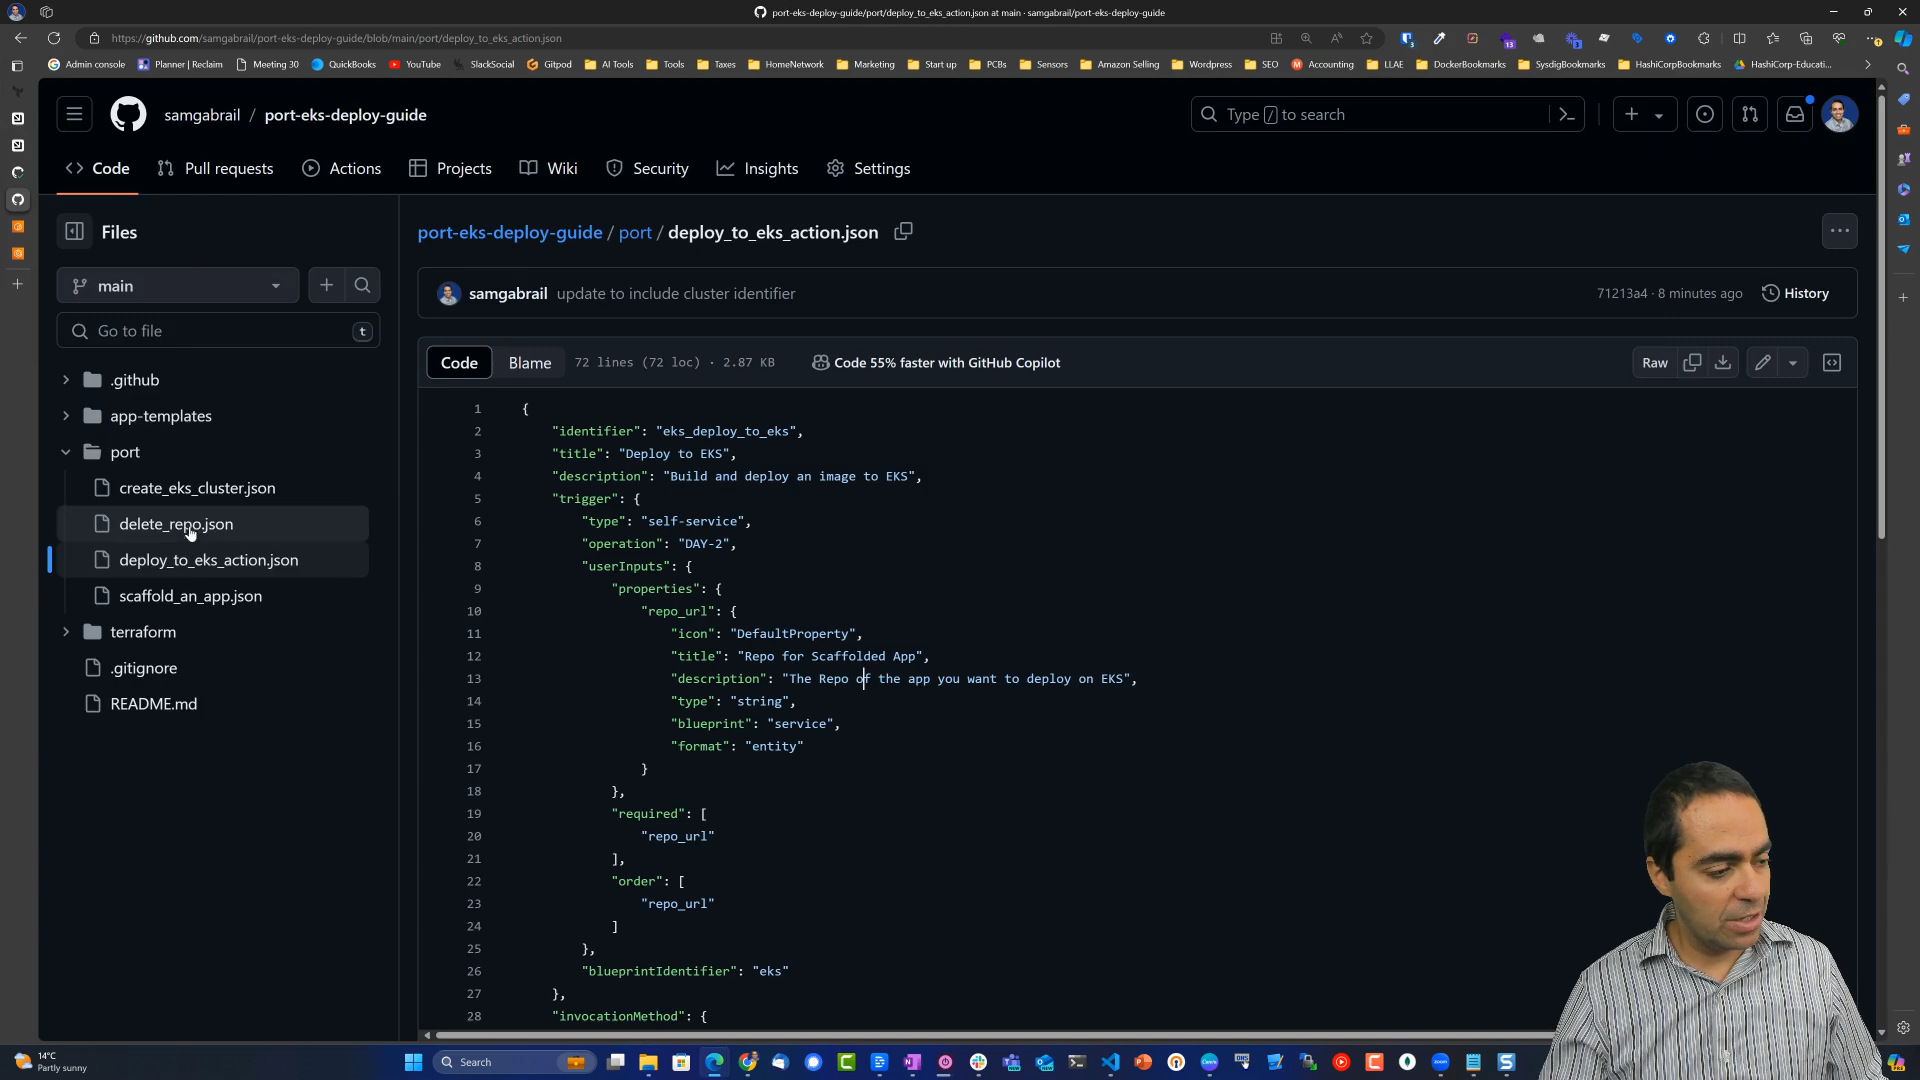 port-eks-deploy-guide/port/deploy_to_eks_action.json at main · samgabrail/port-eks-deploy-guide
https://github.com/samgabrail/port-eks-deploy-guide/blob/main/port/deploy_to_eks_action.json
Admin console
Planner | Reclaim
Meeting 30
QuickBooks
YouTube
SlackSocial
Gitpod
AI Tools
Tools
Taxes
HomeNetwork
Marketing
Start up
PCBs
Sensors
Amazon Selling
Wordpress
SEO
Accounting
LLAE
DockerBookmarks
SysdigBookmarks
HashiCorpBookmarks
HashiCorp-Educati...
samgabrail / port-eks-deploy-guide
Type / to search
Code
Pull requests
Actions
Projects
Wiki
Security
Insights
Settings
Files
main
Go to file
t
.github
app-templates
port
create_eks_cluster.json
delete_repo.json
deploy_to_eks_action.json
scaffold_an_app.json
terraform
.gitignore
README.md
port-eks-deploy-guide / port / deploy_to_eks_action.json
samgabrail update to include cluster identifier
71213a4 · 8 minutes ago
History
Code
Blame
72 lines (72 loc) · 2.87 KB
Code 55% faster with GitHub Copilot
Raw
1 {
2 "identifier": "eks_deploy_to_eks",
3 "title": "Deploy to EKS",
4 "description": "Build and deploy an image to EKS",
5 "trigger": {
6 "type": "self-service",
7 "operation": "DAY-2",
8 "userInputs": {
9 "properties": {
10 "repo_url": {
11 "icon": "DefaultProperty",
12 "title": "Repo for Scaffolded App",
13 "description": "The Repo of the app you want to deploy on EKS",
14 "type": "string",
15 "blueprint": "service",
16 "format": "entity"
17 }
18 },
19 "required": [
20 "repo_url"
21 ],
22 "order": [
23 "repo_url"
24 ]
25 },
26 "blueprintIdentifier": "eks"
27 },
28 "invocationMethod": {
14°C
Partly sunny
Search